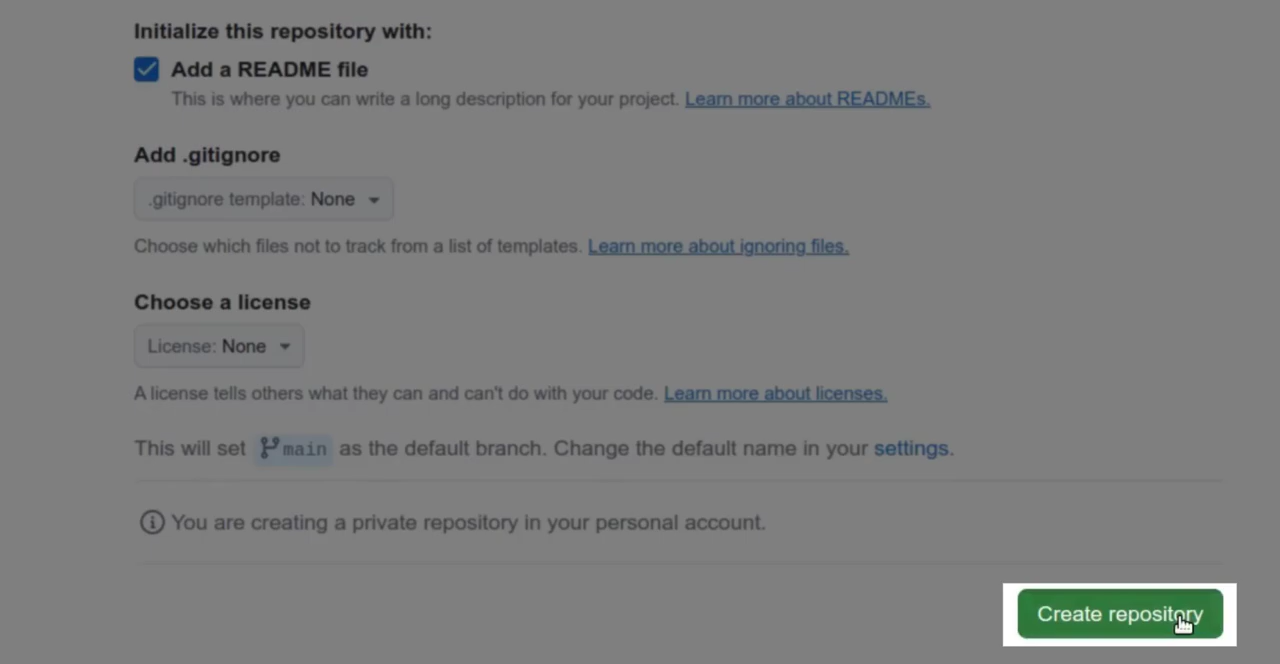 Initialize this repository with:
Add a README file
This is where you can write a long description for your project. Learn more about READMEs.
Add .gitignore
.gitignore template: None
Choose which files not to track from a list of templates. Learn more about ignoring files.
Choose a license
License: None
A license tells others what they can and can't do with your code. Learn more about licenses.
This will set main as the default branch. Change the default name in your settings.
You are creating a private repository in your personal account.
Create repository